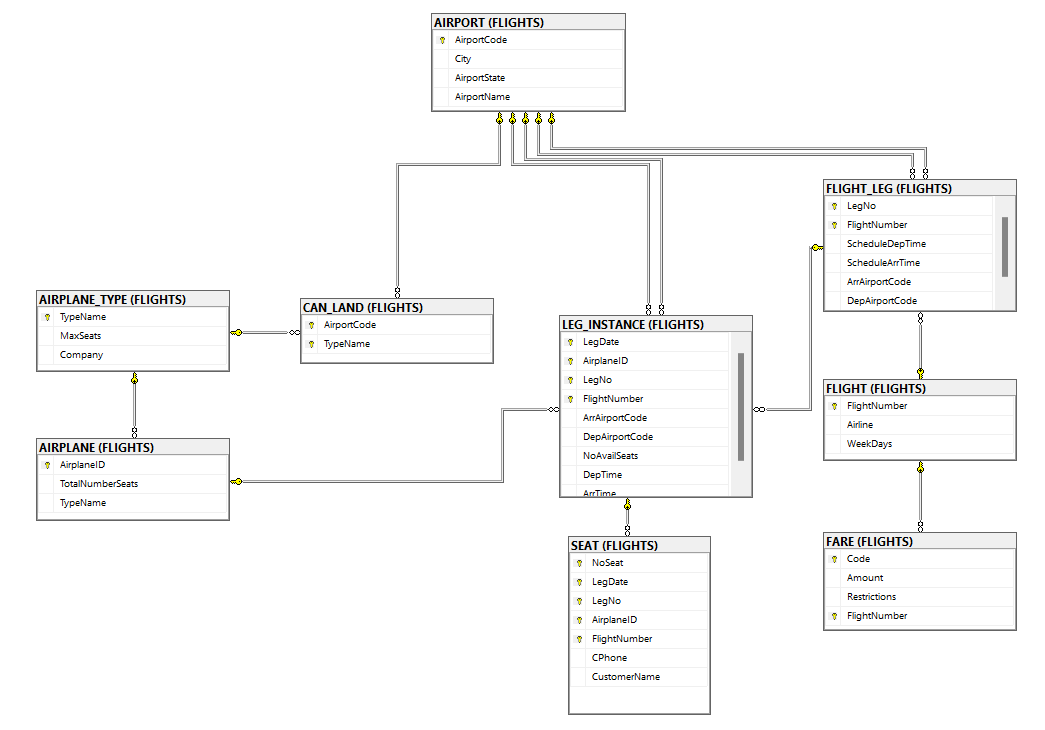 AIRPORT (FLIGHTS)
AirportCode
City
AirportState
AirportName
FLIGHT_LEG (FLIGHTS)
LegNo
FlightNumber
ScheduleDepTime
ScheduleArrTime
ArrAirportCode
DepAirportCode
AIRPLANE_TYPE (FLIGHTS)
TypeName
MaxSeats
Company
CAN_LAND (FLIGHTS)
AirportCode
TypeName
LEG_INSTANCE (FLIGHTS)
LegDate
AirplaneID
LegNo
FlightNumber
ArrAirportCode
DepAirportCode
NoAvailSeats
DepTime
ArrTime
FLIGHT (FLIGHTS)
FlightNumber
Airline
WeekDays
AIRPLANE (FLIGHTS)
AirplaneID
TotalNumberSeats
TypeName
SEAT (FLIGHTS)
NoSeat
LegDate
LegNo
AirplaneID
FlightNumber
CPhone
CustomerName
FARE (FLIGHTS)
Code
Amount
Restrictions
FlightNumber